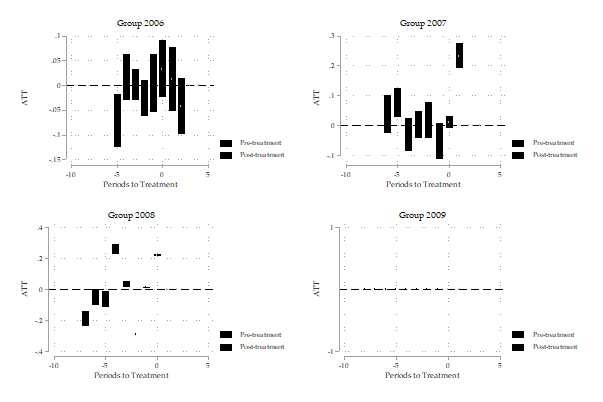 Group 2006
.1
.05
0
-.05
-.1
-.15
ATT
-10
-5
0
5
Periods to Treatment
Pre-treatment
Post-treatment
Group 2007
.3
.2
.1
0
-.1
ATT
-10
-5
0
5
Periods to Treatment
Pre-treatment
Post-treatment
Group 2008
.4
.2
0
-.2
-.4
ATT
-10
-5
0
5
Periods to Treatment
Pre-treatment
Post-treatment
Group 2009
1
0
-1
ATT
-10
-5
0
5
Periods to Treatment
Pre-treatment
Post-treatment